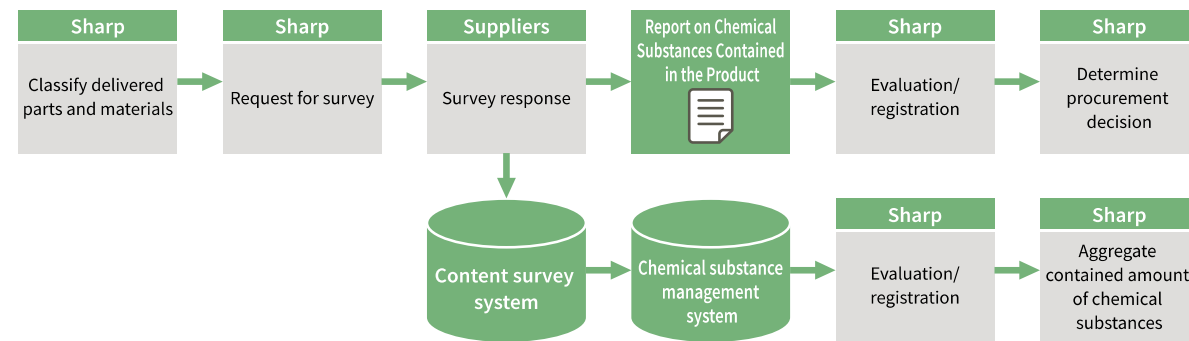 Sharp
Classify delivered
parts and materials
Sharp
Request for survey
Suppliers
Survey response
Report on Chemical
Substances Contained
in the Product
Sharp
Evaluation/
registration
Sharp
Determine
procurement
decision
Content survey
system
Chemical substance
management
system
Sharp
Evaluation/
registration
Sharp
Aggregate
contained amount
of chemical
substances